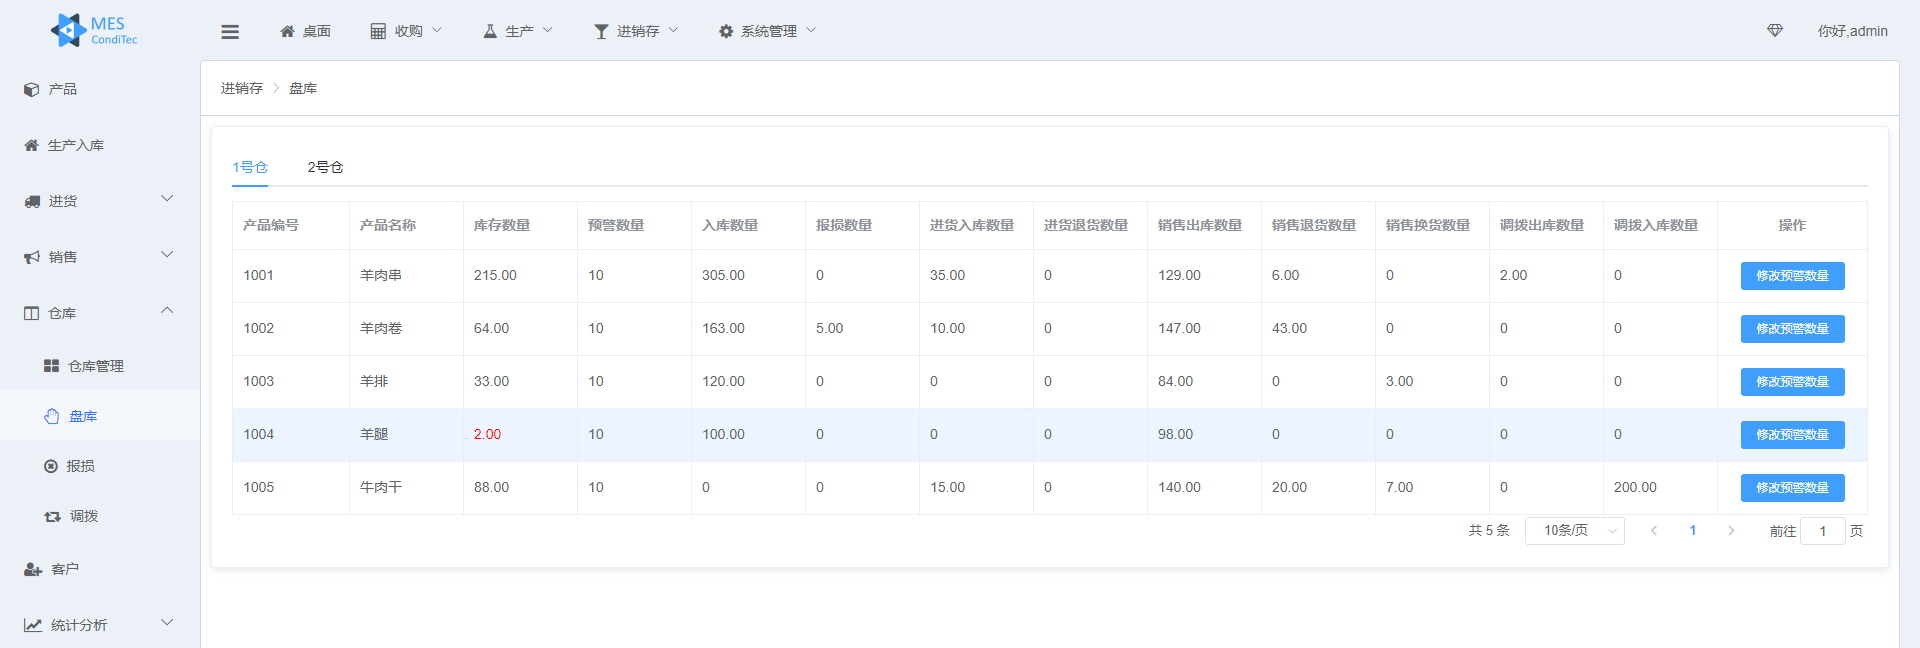 MES
CondiTec
桌面 收购 生产 进销存 系统管理 你好,admin
产品
生产入库
进货
销售
仓库
仓库管理
盘库
报损
调拨
客户
统计分析
进销存 盘库
1号仓 2号仓
产品编号 产品名称 库存数量 预警数量 入库数量 报损数量 进货入库数量 进货退货数量 销售出库数量 销售退货数量 销售换货数量 调拨出库数量 调拨入库数量 操作
1001 羊肉串 215.00 10 305.00 0 35.00 0 129.00 6.00 0 2.00 0 修改预警数量
1002 羊肉卷 64.00 10 163.00 5.00 10.00 0 147.00 43.00 0 0 0 修改预警数量
1003 羊排 33.00 10 120.00 0 0 0 84.00 0 3.00 0 0 修改预警数量
1004 羊腿 2.00 10 100.00 0 0 0 98.00 0 0 0 0 修改预警数量
1005 牛肉干 88.00 10 0 0 15.00 0 140.00 20.00 7.00 0 200.00 修改预警数量
共 5 条 10条/页 1 前往 1 页